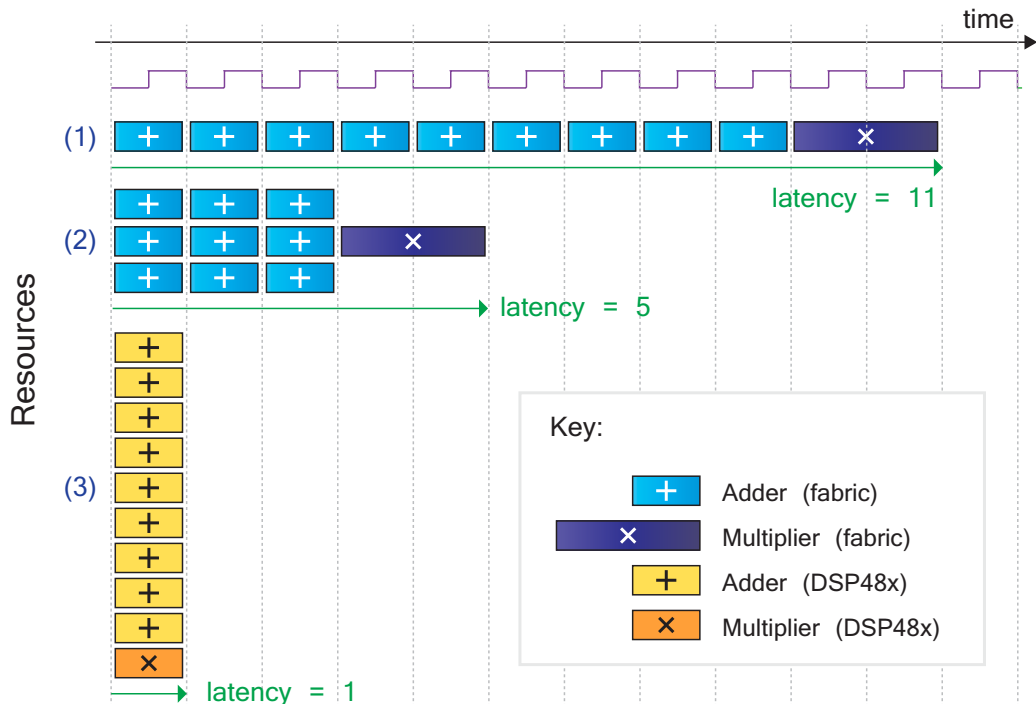 time
(1)
latency = 11
(2)
latency = 5
Resources
(3)
Key:
Adder (fabric)
Multiplier (fabric)
Adder (DSP48x)
Multiplier (DSP48x)
latency = 1